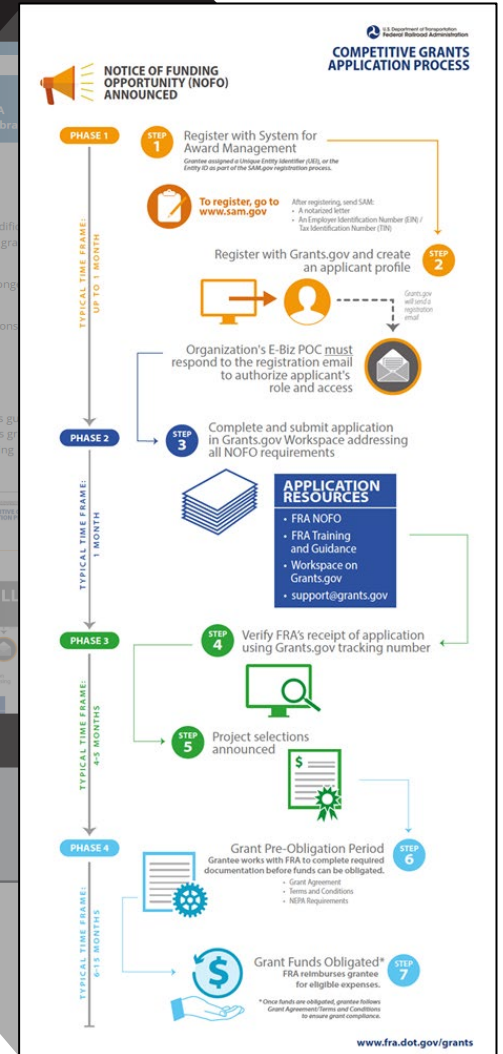 U.S. Department of Transportation
Federal Railroad Administration
COMPETITIVE GRANTS
APPLICATION PROCESS
NOTICE OF FUNDING
OPPORTUNITY (NOFO)
ANNOUNCED
PHASE 1
TYPICAL TIME FRAME:
UP TO 1 MONTH
STEP
1
Register with System for
Award Management
Grantee assigned a Unique Entity Identifier (UEI), or the
Entity ID as part of the SAM.gov registration process.
To register, go to
www.sam.gov
After registering, send SAM:
• A notarized letter
• An Employer Identification Number (EIN) /
Tax Identification Number (TIN)
Register with Grants.gov and create
an applicant profile
STEP
2
Grants.gov
will send a
registration
email
Organization's E-Biz POC must
respond to the registration email
to authorize applicant's
role and access
PHASE 2
TYPICAL TIME FRAME:
1 MONTH
STEP
3
Complete and submit application
in Grants.gov Workspace addressing
all NOFO requirements
APPLICATION
RESOURCES
• FRA NOFO
• FRA Training
and Guidance
• Workspace on
Grants.gov
• support@grants.gov
PHASE 3
TYPICAL TIME FRAME:
4-5 MONTHS
STEP
4
Verify FRA's receipt of application
using Grants.gov tracking number
STEP
5
Project selections
announced
PHASE 4
TYPICAL TIME FRAME:
6-15 MONTHS
Grant Pre-Obligation Period
Grantee works with FRA to complete required
documentation before funds can be obligated.
• Grant Agreement
• Terms and Conditions
• NEPA Requirements
STEP
6
Grant Funds Obligated*
FRA reimburses grantee
for eligible expenses.
STEP
7
* Once funds are obligated, grantee follows
Grant Agreement/Terms and Conditions
to ensure grant compliance.
www.fra.dot.gov/grants